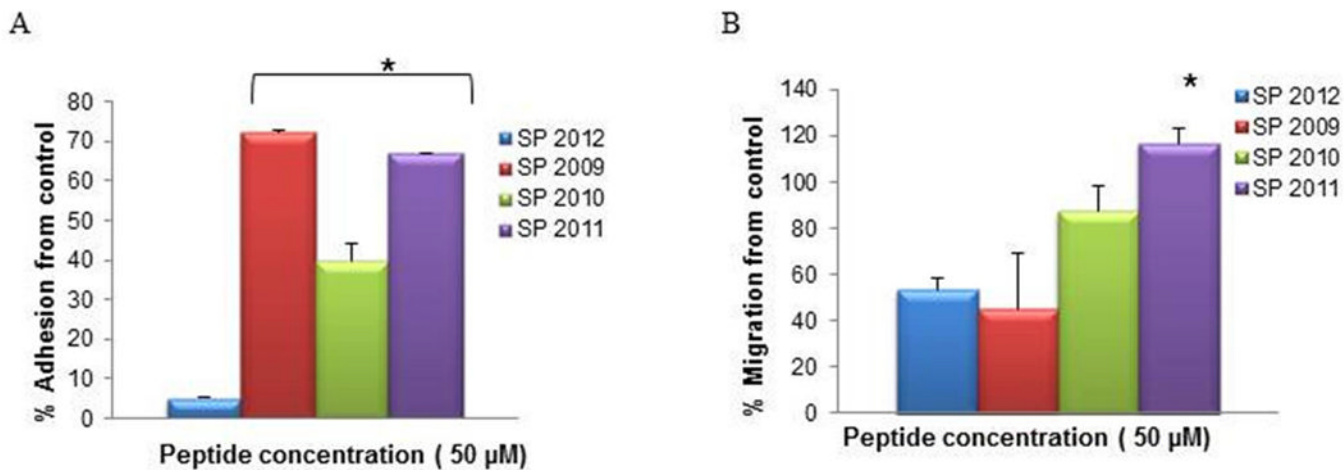 A
*
% Adhesion from control
80
70
60
50
40
30
20
10
0
SP 2012
SP 2009
SP 2010
SP 2011
Peptide concentration ( 50 µM)
B
*
% Migration from control
140
120
100
80
60
40
20
0
SP 2012
SP 2009
SP 2010
SP 2011
Peptide concentration ( 50 µM)